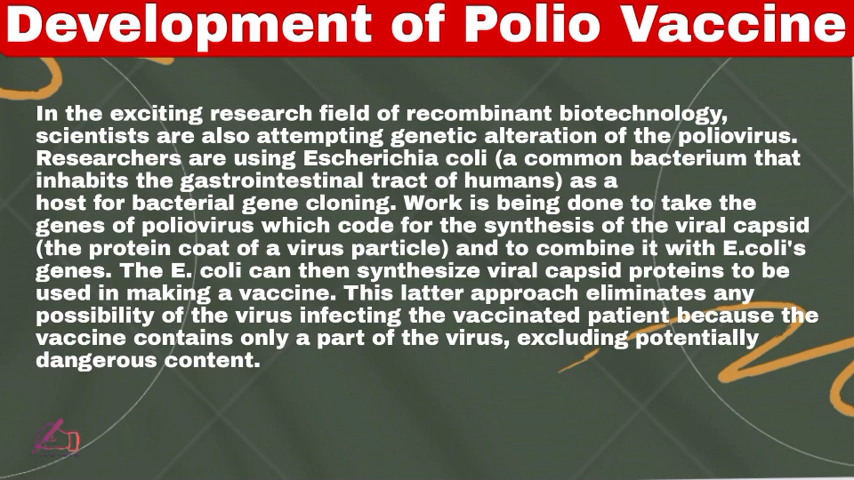 Development of Polio Vaccine
In the exciting research field of recombinant biotechnology,
scientists are also attempting genetic alteration of the poliovirus.
Researchers are using Escherichia coli (a common bacterium that
inhabits the gastrointestinal tract of humans) as a
host for bacterial gene cloning. Work is being done to take the
genes of poliovirus which code for the synthesis of the viral capsid
(the protein coat of a virus particle) and to combine it with E.coli's
genes. The E. coli can then synthesize viral capsid proteins to be
used in making a vaccine. This latter approach eliminates any
possibility of the virus infecting the vaccinated patient because the
vaccine contains only a part of the virus, excluding potentially
dangerous content.